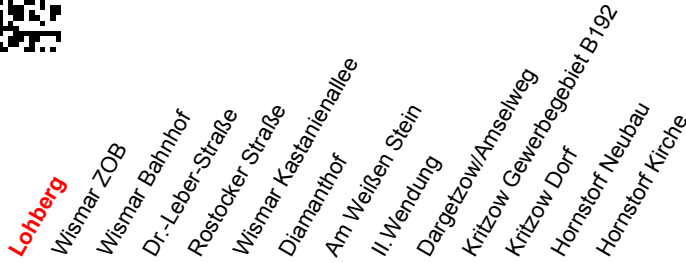 Lohberg
Wismar ZOB
Wismar Bahnhof
Dr.-Leber-Straße
Rostocker Straße
Wismar Kastanienallee
Diamanthof
Am Weißen Stein
II. Wendung
Dargetzow/Amselweg
Kritzow Gewerbegebiet B192
Kritzow Dorf
Hornstorf Neubau
Hornstorf Kirche